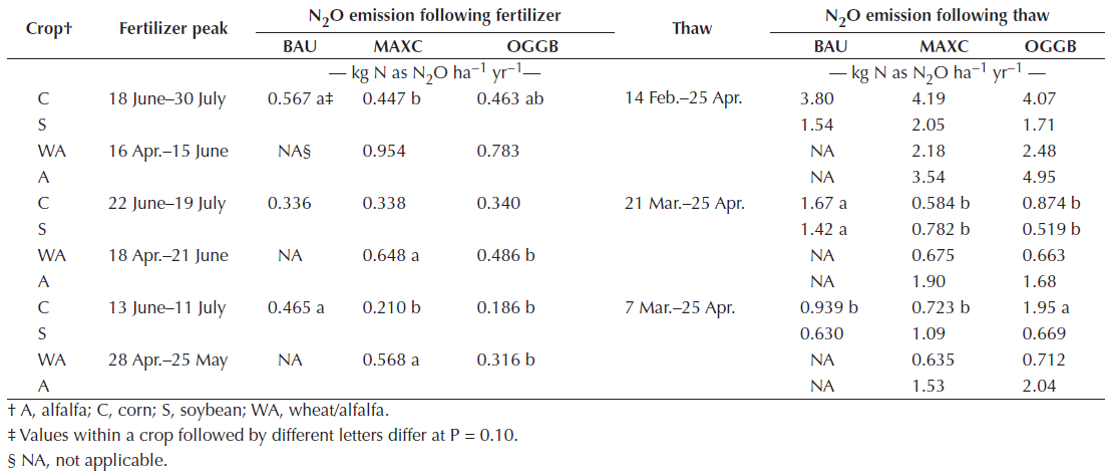 Crop† Fertilizer peak N₂O emission following fertilizer Thaw N₂O emission following thaw
BAU MAXC OGGB BAU MAXC OGGB
— kg N as N₂O ha⁻¹ yr⁻¹— — kg N as N₂O ha⁻¹ yr⁻¹ —
C 18 June–30 July 0.567 a‡ 0.447 b 0.463 ab 14 Feb.–25 Apr. 3.80 4.19 4.07
S 1.54 2.05 1.71
WA 16 Apr.–15 June NA§ 0.954 0.783 NA 2.18 2.48
A NA 3.54 4.95
C 22 June–19 July 0.336 0.338 0.340 21 Mar.–25 Apr. 1.67 a 0.584 b 0.874 b
S 1.42 a 0.782 b 0.519 b
WA 18 Apr.–21 June NA 0.648 a 0.486 b NA 0.675 0.663
A NA 1.90 1.68
C 13 June–11 July 0.465 a 0.210 b 0.186 b 7 Mar.–25 Apr. 0.939 b 0.723 b 1.95 a
S 0.630 1.09 0.669
WA 28 Apr.–25 May NA 0.568 a 0.316 b NA 0.635 0.712
A NA 1.53 2.04
† A, alfalfa; C, corn; S, soybean; WA, wheat/alfalfa.
‡ Values within a crop followed by different letters differ at P = 0.10.
§ NA, not applicable.